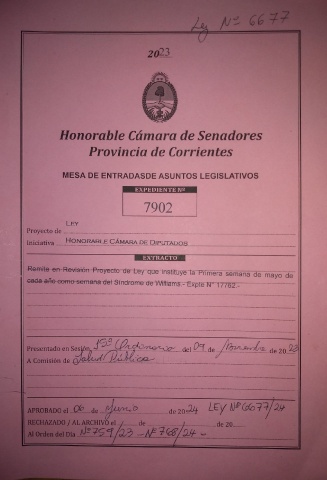 Ley Nº 6677
2023
Honorable Cámara de Senadores
Provincia de Corrientes
MESA DE ENTRADASDE ASUNTOS LEGISLATIVOS
EXPEDIENTE Nº
7902
Proyecto de LEY
Iniciativa HONORABLE CÁMARA DE DIPUTADOS
EXTRACTO
Remite en Revisión Proyecto de Ley que instituye la Primera semana de mayo de
cada año como semana del Síndrome de Williams - Expte N° 17762.-
Presentado en Sesión 15º Ordinaria del 09 de Noviembre de 2023
A Comisión de Salud Pública
APROBADO el 06 de Junio de 2024 LEY Nº 6677/24
RECHAZADO / AL ARCHIVO el de de 20
Al Orden del Día Nº 759/23 - Nº 768/24 -